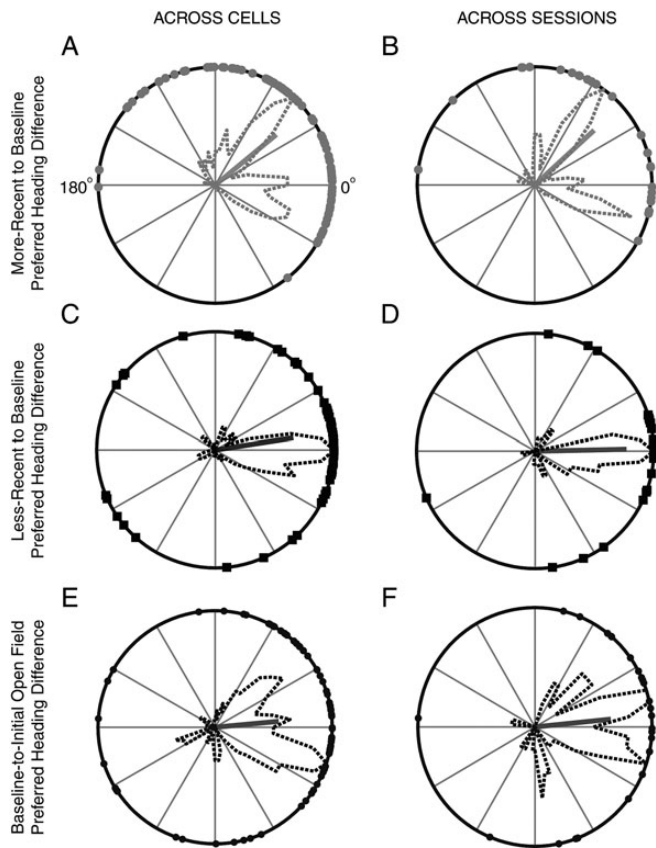 ACROSS CELLS
ACROSS SESSIONS
A
B
More-Recent to Baseline
Preferred Heading Difference
180°
0°
C
D
Less-Recent to Baseline
Preferred Heading Difference
E
F
Baseline-to-Initial Open Field
Preferred Heading Difference